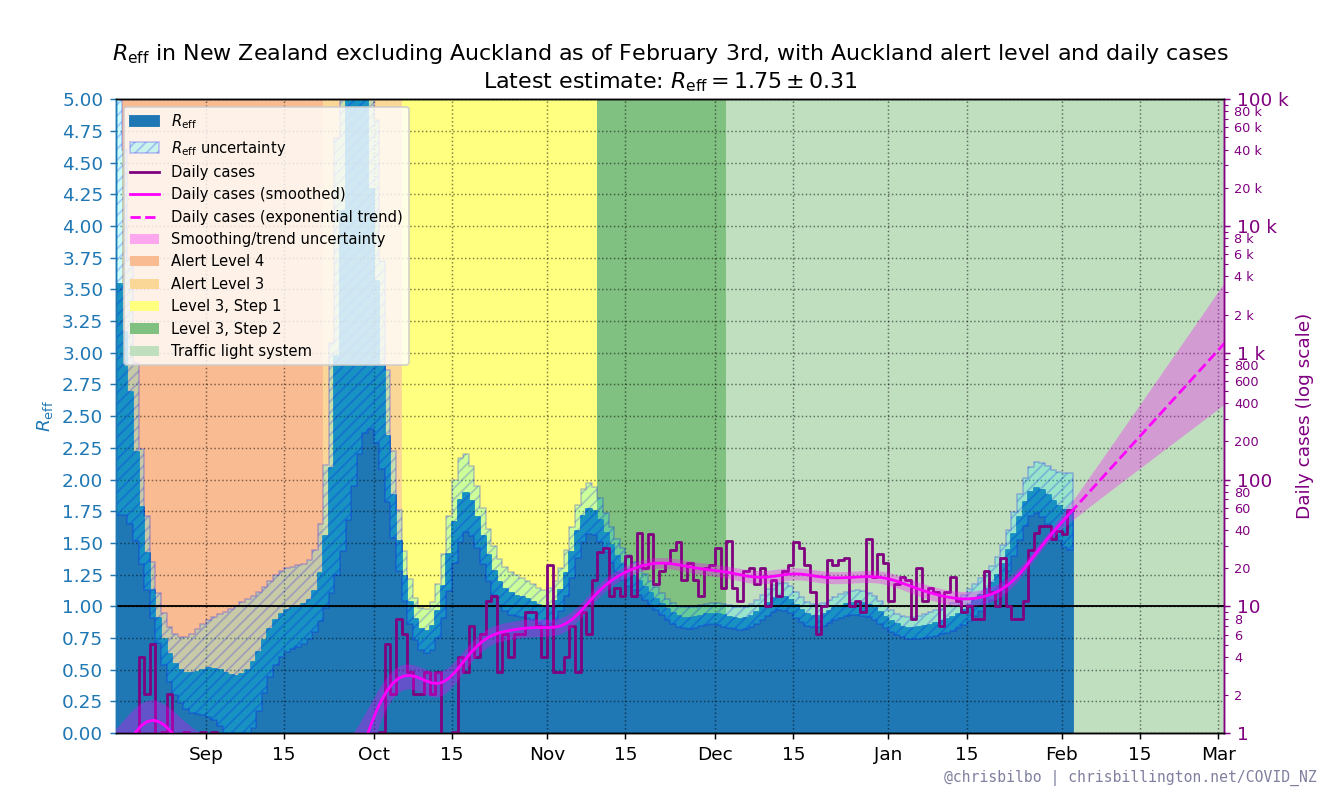 R_eff in New Zealand excluding Auckland as of February 3rd, with Auckland alert level and daily cases
Latest estimate: R_eff = 1.75 ± 0.31
R_eff
5.00
4.75
4.50
4.25
4.00
3.75
3.50
3.25
3.00
2.75
2.50
2.25
2.00
1.75
1.50
1.25
1.00
0.75
0.50
0.25
0.00
R_eff
R_eff uncertainty
Daily cases
Daily cases (smoothed)
Daily cases (exponential trend)
Smoothing/trend uncertainty
Alert Level 4
Alert Level 3
Level 3, Step 1
Level 3, Step 2
Traffic light system
100 k
80 k
60 k
40 k
20 k
10 k
8 k
6 k
4 k
2 k
1 k
800
600
400
200
100
80
60
40
20
10
8
6
4
2
1
Daily cases (log scale)
Sep 15 Oct 15 Nov 15 Dec 15 Jan 15 Feb 15 Mar
@chrisbilbo | chrisbillington.net/COVID_NZ